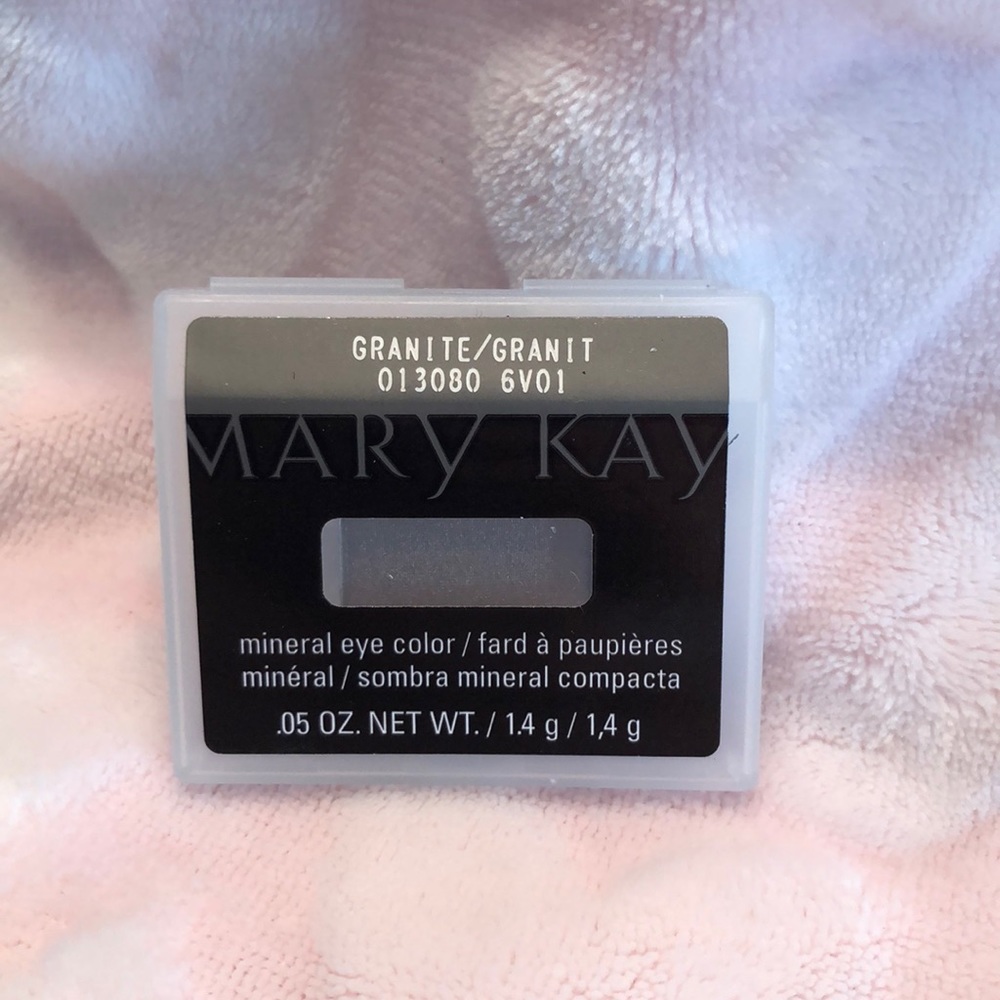 GRANITE/GRANIT
013080 6V01
MARY KAY
mineral eye color / fard à paupières
minéral / sombra mineral compacta
.05 OZ. NET WT. / 1.4 g / 1,4 g